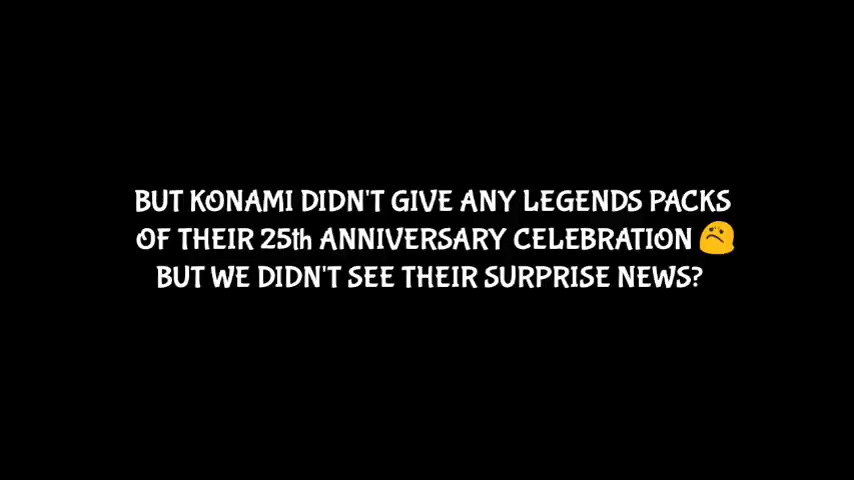 BUT KONAMI DIDN'T GIVE ANY LEGENDS PACKS
OF THEIR 25th ANNIVERSARY CELEBRATION 😟
BUT WE DIDN'T SEE THEIR SURPRISE NEWS?